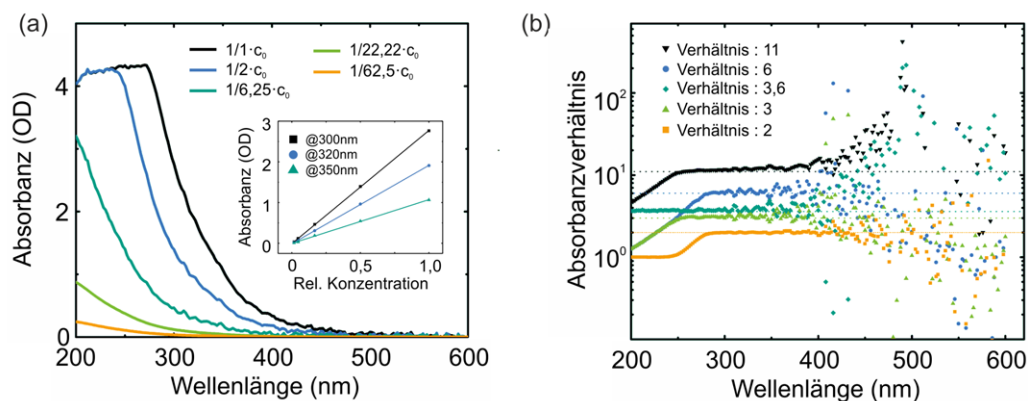 (a)
Absorbanz (OD)
4
2
0
1/1·c₀
1/2·c₀
1/6,25·c₀
1/22,22·c₀
1/62,5·c₀
Absorbanz (OD)
3
2
1
0
@300nm
@320nm
@350nm
0
0,5
1,0
Rel. Konzentration
200 300 400 500 600
Wellenlänge (nm)
(b)
Absorbanzverhältnis
10²
10¹
10⁰
Verhältnis : 11
Verhältnis : 6
Verhältnis : 3,6
Verhältnis : 3
Verhältnis : 2
200 300 400 500 600
Wellenlänge (nm)